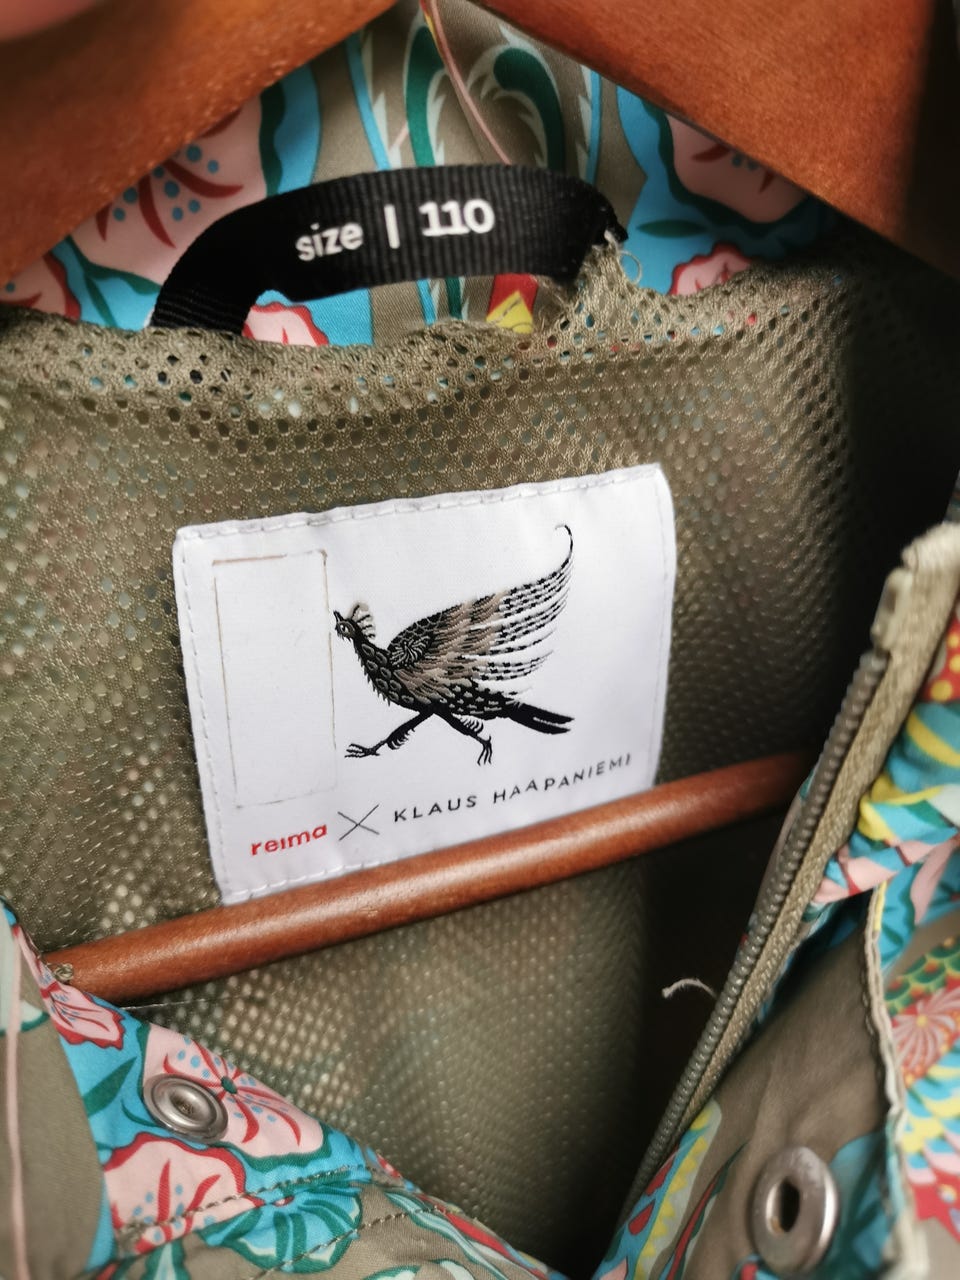 size | 110
reima X KLAUS HAAPANIEMI